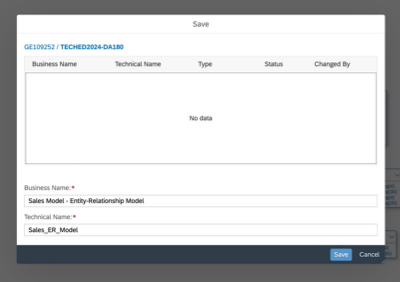 Save
GE109252 / TECHED2024-DA180
Business Name Technical Name Type Status Changed By
No data
Business Name: *
Sales Model - Entity-Relationship Model
Technical Name: *
Sales_ER_Model
Save Cancel